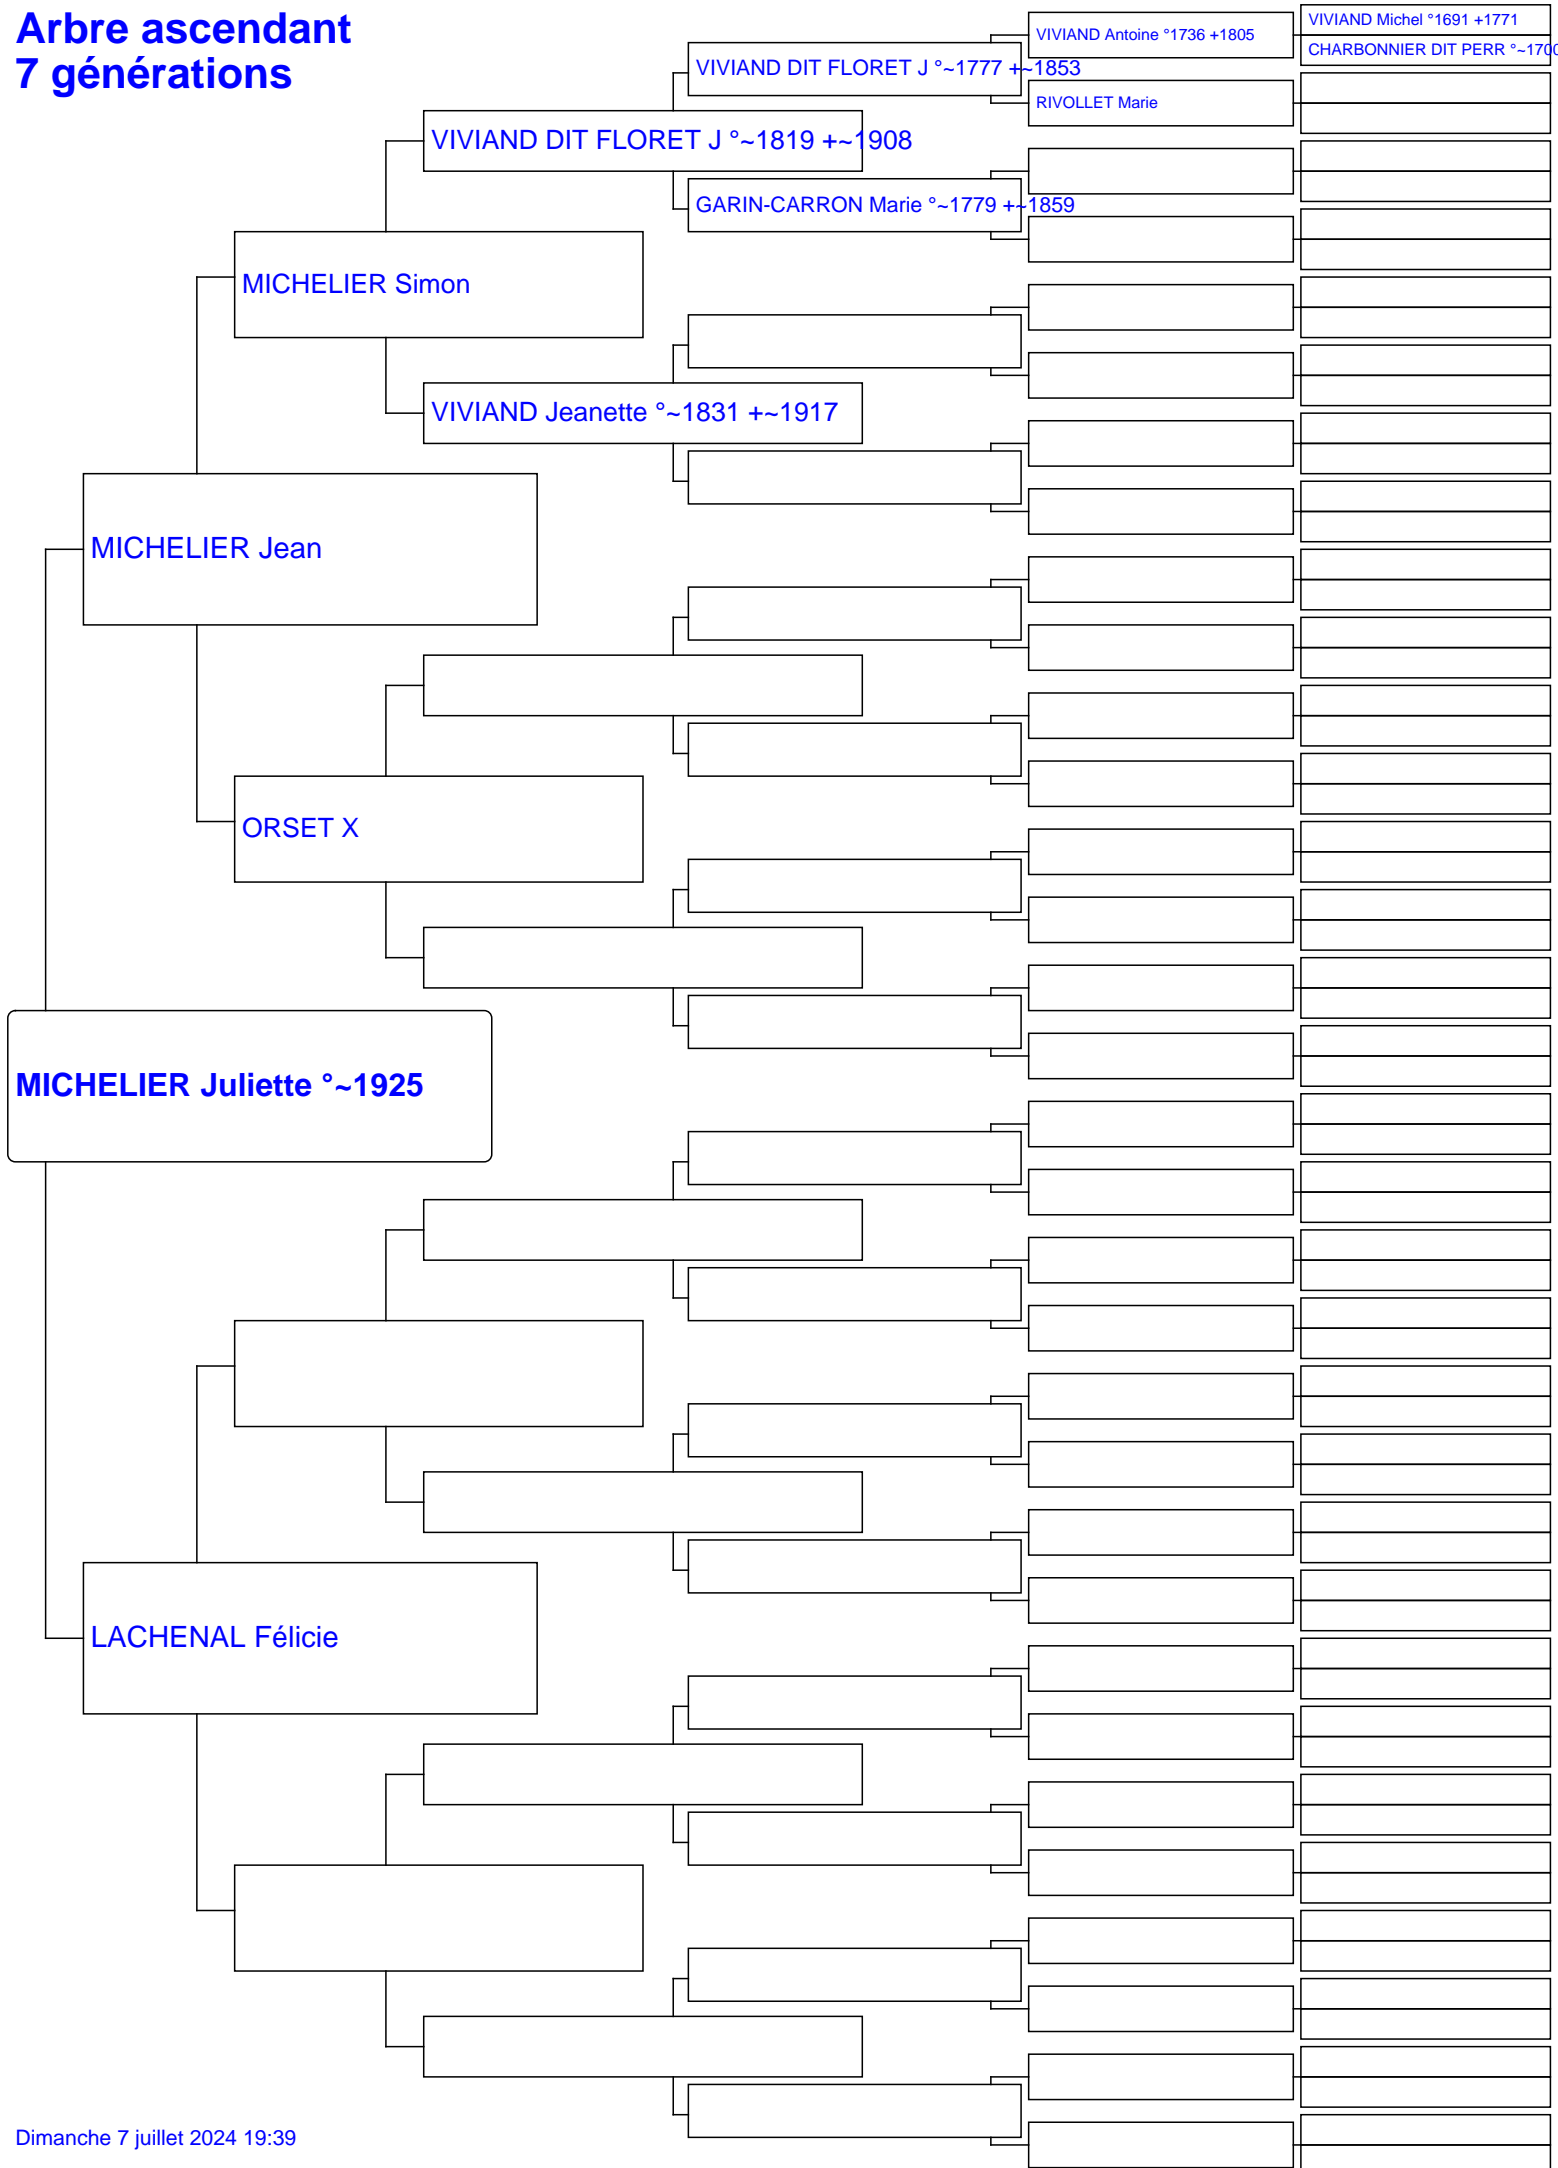 Arbre ascendant
7 générations
VIVIAND Michel °1691 +1771
VIVIAND Antoine °1736 +1805
CHARBONNIER DIT PERR °~1700
VIVIAND DIT FLORET J °~1777 +~1853
RIVOLLET Marie
VIVIAND DIT FLORET J °~1819 +~1908
GARIN-CARRON Marie °~1779 +~1859
MICHELIER Simon
VIVIAND Jeanette °~1831 +~1917
MICHELIER Jean
ORSET X
MICHELIER Juliette °~1925
LACHENAL Félicie
Dimanche 7 juillet 2024 19:39